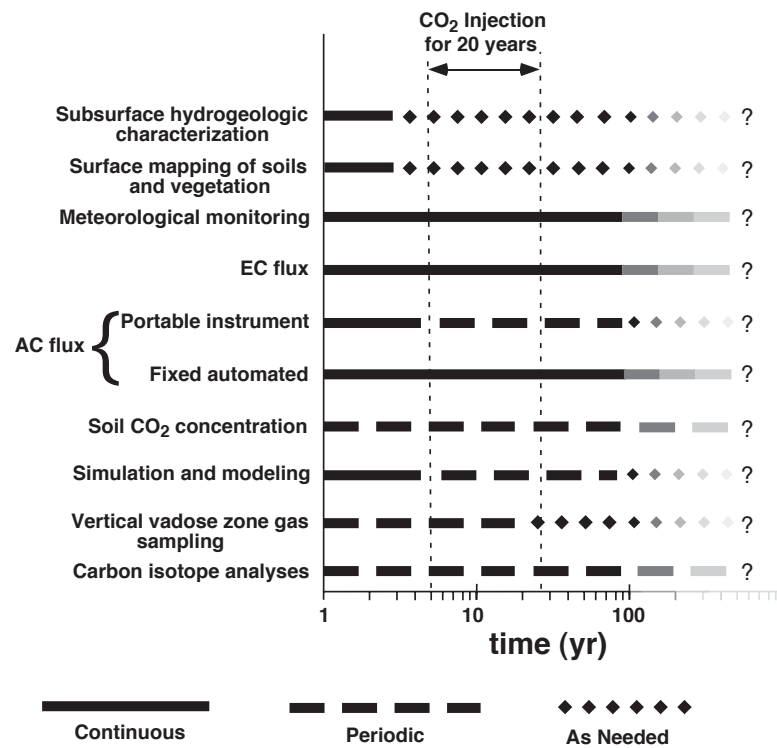 CO₂ Injection
for 20 years
Subsurface hydrogeologic
characterization
?
Surface mapping of soils
and vegetation
?
Meteorological monitoring
?
EC flux
?
AC flux
{
Portable instrument
?
Fixed automated
?
Soil CO₂ concentration
?
Simulation and modeling
?
Vertical vadose zone gas
sampling
?
Carbon isotope analyses
?
1 10 100
time (yr)
Continuous
Periodic
As Needed